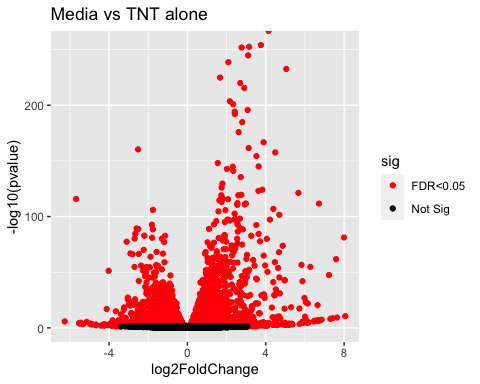 Media vs TNT alone
-log10(pvalue)
200
100
0
-4
0
4
8
log2FoldChange
sig
FDR<0.05
Not Sig